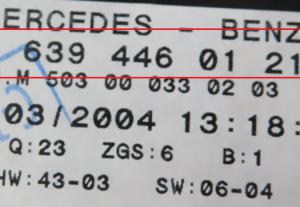 ERCEDES - BENZ
639 446 01 21
M 503 00 033 02 03
03/2004 13:18:
Q:23 ZGS:6 B:1
HW:43-03 SW:06-04